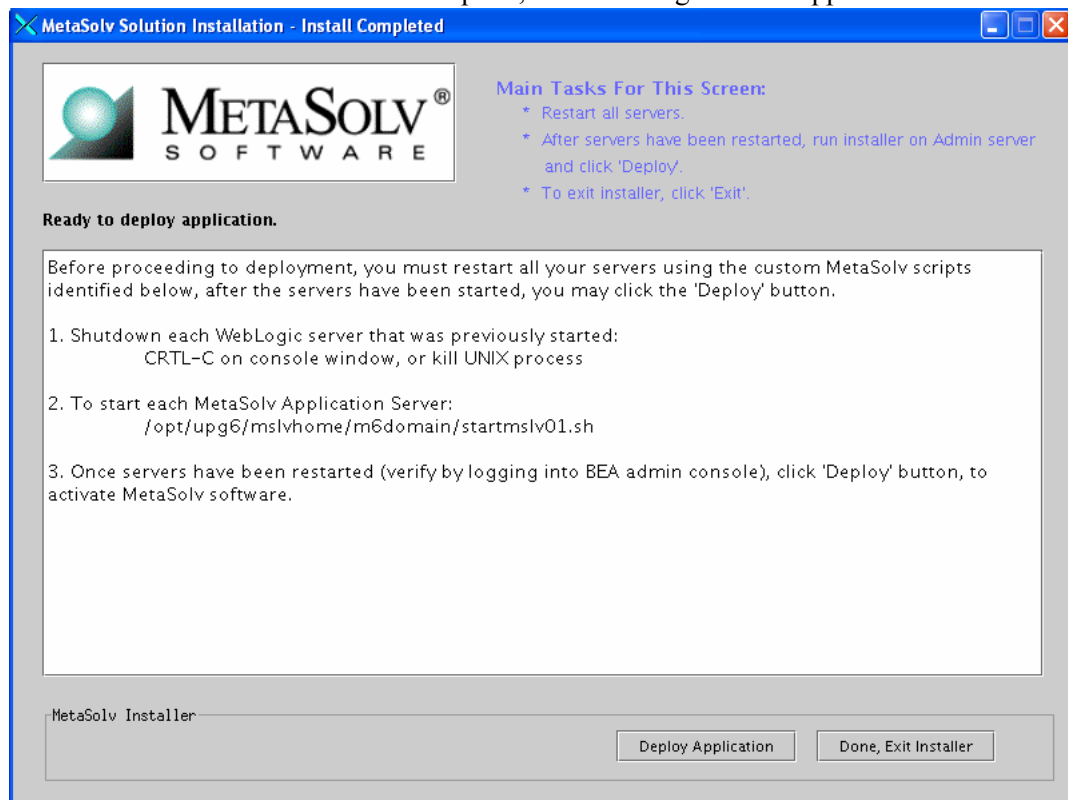 MetaSolv Solution Installation - Install Completed
METASOLV®
SOFTWARE
Main Tasks For This Screen:
* Restart all servers.
* After servers have been restarted, run installer on Admin server
and click 'Deploy'.
* To exit installer, click 'Exit'.
Ready to deploy application.
Before proceeding to deployment, you must restart all your servers using the custom MetaSolv scripts
identified below, after the servers have been started, you may click the 'Deploy' button.
1. Shutdown each WebLogic server that was previously started:
CRTL-C on console window, or kill UNIX process
2. To start each MetaSolv Application Server:
/opt/upg6/mslvhome/m6domain/startmslv01.sh
3. Once servers have been restarted (verify by logging into BEA admin console), click 'Deploy' button, to
activate MetaSolv software.
MetaSolv Installer
Deploy Application
Done, Exit Installer